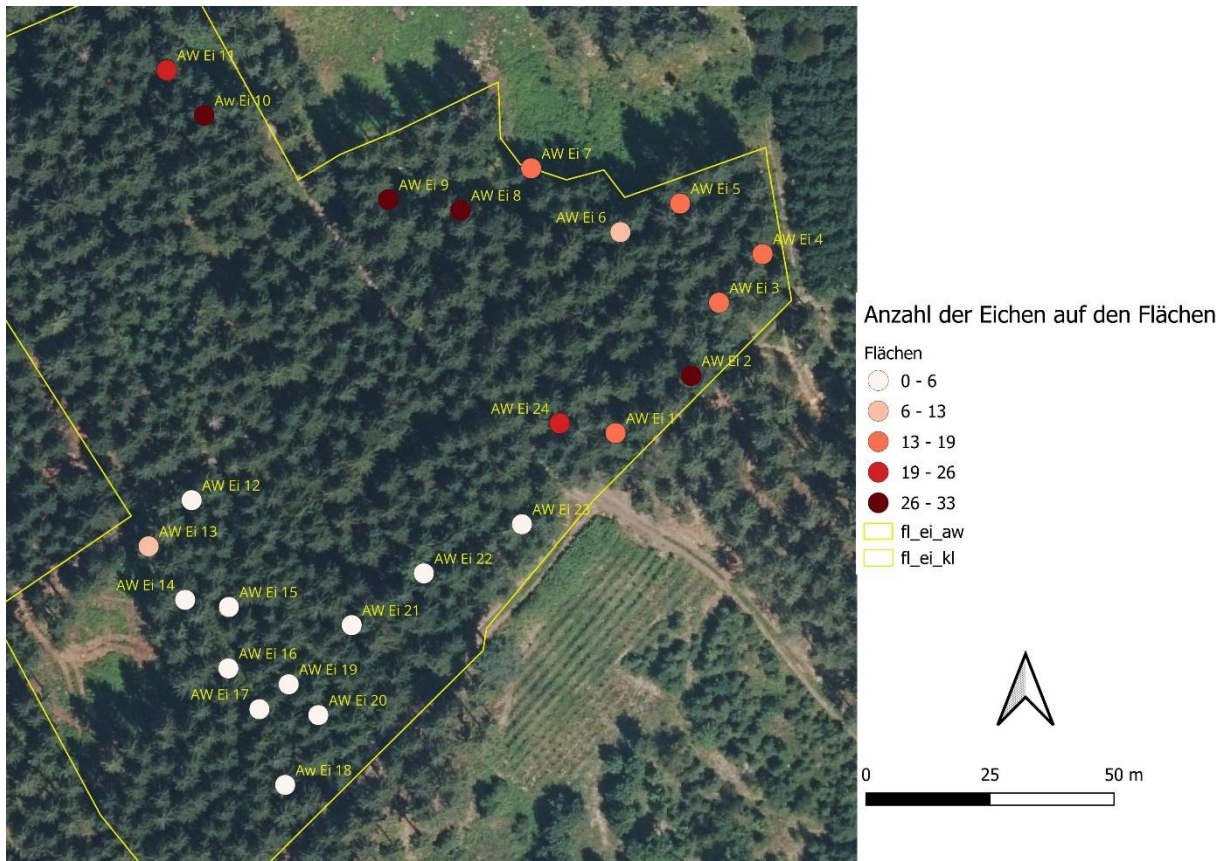 AW Ei 11
Aw Ei 10
AW Ei 7
AW Ei 9
AW Ei 8
AW Ei 5
AW Ei 6
AW Ei 4
AW Ei 3
AW Ei 2
AW Ei 24
AW Ei 1
AW Ei 12
AW Ei 23
AW Ei 13
AW Ei 22
AW Ei 14
AW Ei 15
AW Ei 21
AW Ei 16
AW Ei 19
AW Ei 17
AW Ei 20
Aw Ei 18
Anzahl der Eichen auf den Flächen
Flächen
0 - 6
6 - 13
13 - 19
19 - 26
26 - 33
fl_ei_aw
fl_ei_kl
0 25 50 m